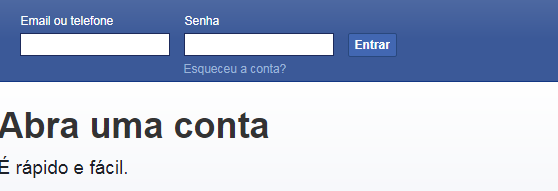 Email ou telefone Senha
Entrar
Esqueceu a conta?
Abra uma conta
É rápido e fácil.